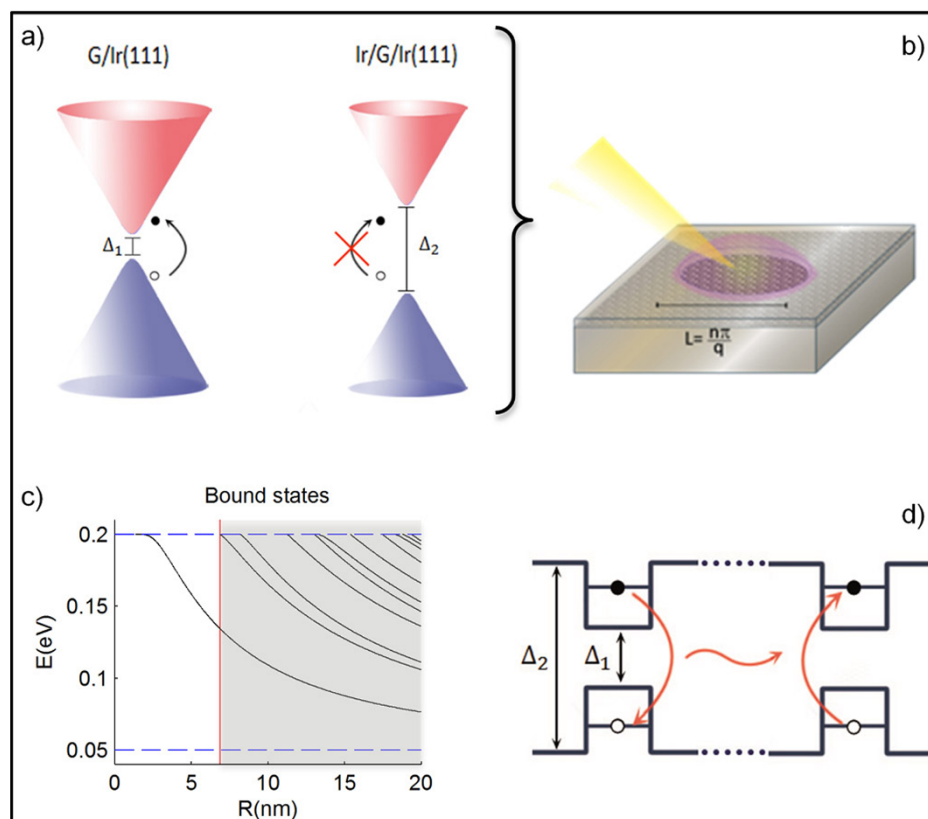 a)
G/Ir(111)
Ir/G/Ir(111)
Δ₁
Δ₂
b)
L= nπ/q
c)
Bound states
0.2
0.15
0.1
0.05
E(eV)
0 5 10 15 20
R(nm)
d)
Δ₂
Δ₁